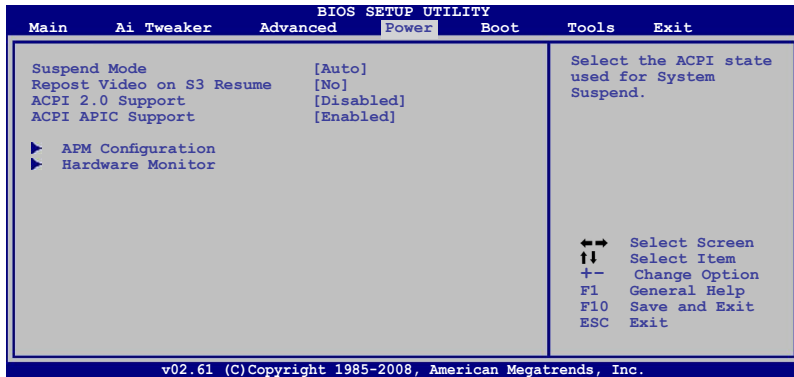 BIOS SETUP UTILITY
Main Ai Tweaker Advanced Power Boot Tools Exit
Suspend Mode [Auto]
Repost Video on S3 Resume [No]
ACPI 2.0 Support [Disabled]
ACPI APIC Support [Enabled]
APM Configuration
Hardware Monitor
Select the ACPI state
used for System
Suspend.
←→ Select Screen
↑↓ Select Item
+- Change Option
F1 General Help
F10 Save and Exit
ESC Exit
v02.61 (C)Copyright 1985-2008, American Megatrends, Inc.